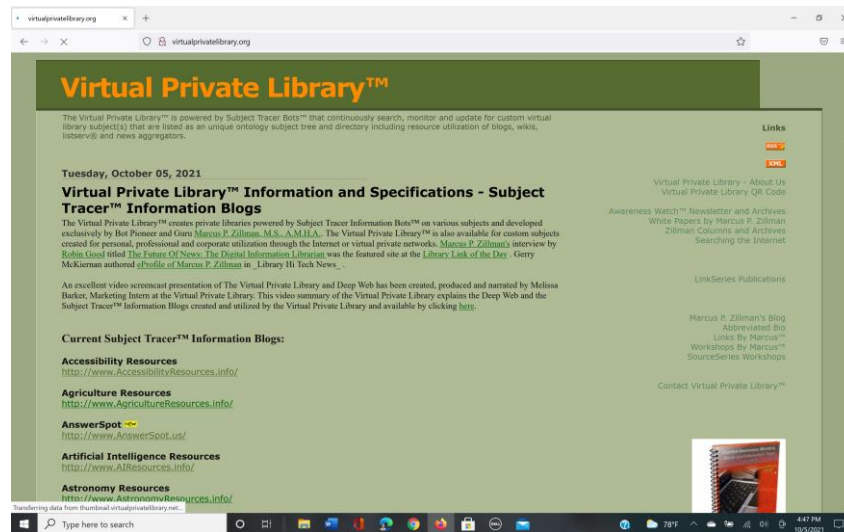 virtualprivatelibrary.org
virtualprivatelibrary.org
Virtual Private Library™
The Virtual Private Library™ is powered by Subject Tracer Bots™ that continuously search, monitor and update for custom virtual
library subject(s) that are listed as an unique ontology subject tree and directory including resource utilization of blogs, wikis,
listserv® and news aggregators.
Links
RSS
XML
Tuesday, October 05, 2021
Virtual Private Library™ Information and Specifications - Subject
Tracer™ Information Blogs
The Virtual Private Library™ creates private libraries powered by Subject Tracer Information Bots™ on various subjects and developed
exclusively by Bot Pioneer and Guru Marcus P. Zillman, M.S., A.M.H.A.. The Virtual Private Library™ is also available for custom subjects
created for personal, professional and corporate utilization through the Internet or virtual private networks. Marcus P. Zillman's interview by
Robin Good titled The Future Of News: The Digital Information Librarian was the featured site at the Library Link of the Day . Gerry
McKiernan authored eProfile of Marcus P. Zillman in _Library Hi Tech News_ .
An excellent video screencast presentation of The Virtual Private Library and Deep Web has been created, produced and narrated by Melissa
Barker, Marketing Intern at the Virtual Private Library. This video summary of the Virtual Private Library explains the Deep Web and the
Subject Tracer™ Information Blogs created and utilized by the Virtual Private Library and available by clicking here.
Current Subject Tracer™ Information Blogs:
Accessibility Resources
http://www.AccessibilityResources.info/
Agriculture Resources
http://www.AgricultureResources.info/
AnswerSpot
http://www.AnswerSpot.us/
Artificial Intelligence Resources
http://www.AIResources.info/
Astronomy Resources
http://www.AstronomyResources.info/
Virtual Private Library - About Us
Virtual Private Library QR Code
Awareness Watch™ Newsletter and Archives
White Papers by Marcus P. Zillman
Zillman Columns and Archives
Searching the Internet
LinkSeries Publications
Marcus P. Zillman's Blog
Abbreviated Bio
Links By Marcus™
Workshops By Marcus™
SourceSeries Workshops
Contact Virtual Private Library™
Transferring data from thumbnail.virtualprivatelibrary.net...
Type here to search
78°F
4:47 PM
10/5/2021